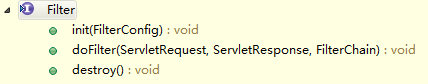 Filter
init(FilterConfig) : void
doFilter(ServletRequest, ServletResponse, FilterChain) : void
destroy() : void